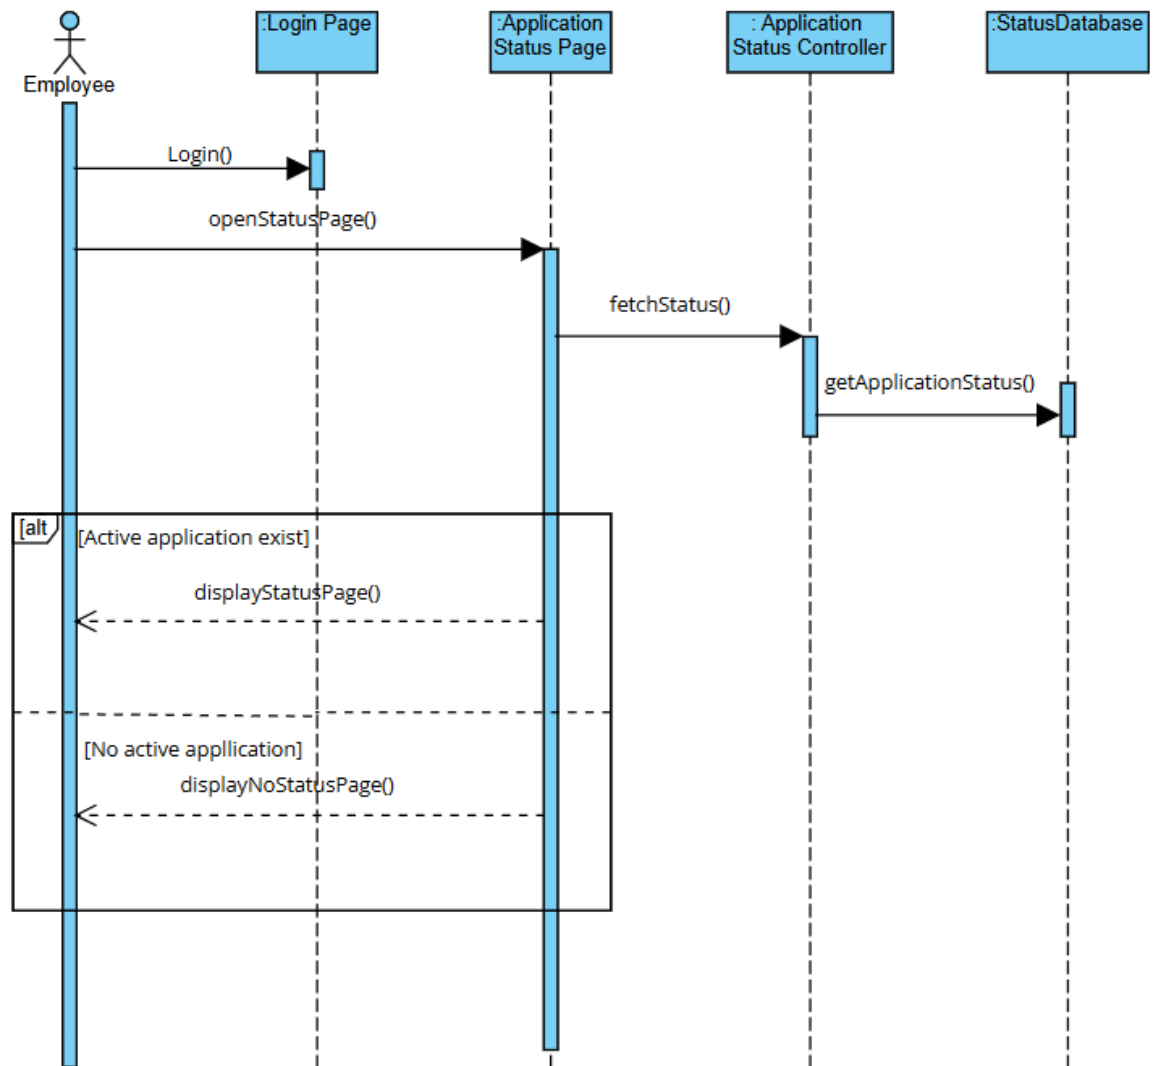 :Login Page
:Application
Status Page
: Application
Status Controller
:StatusDatabase
Employee
Login()
openStatusPage()
fetchStatus()
getApplicationStatus()
[alt
[Active application exist]
displayStatusPage()
[No active appllication]
displayNoStatusPage()